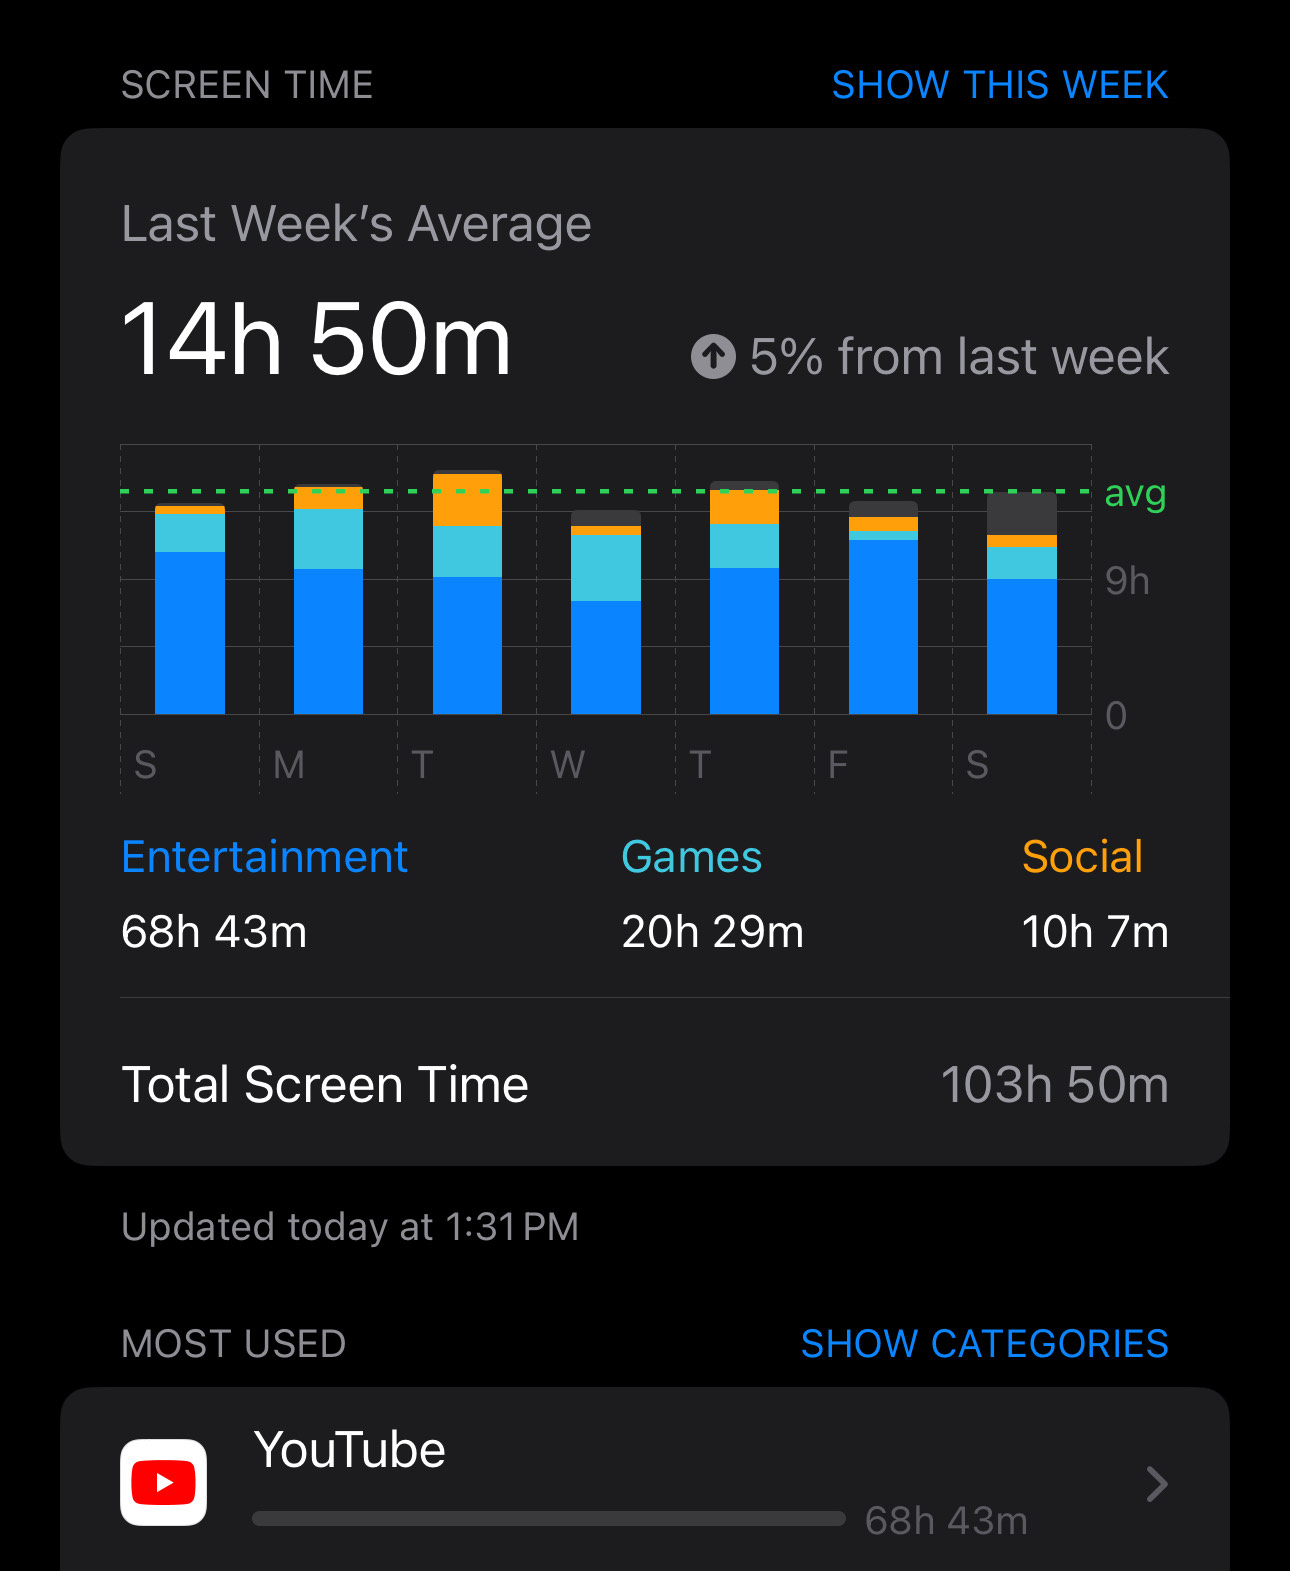 SCREEN TIME SHOW THIS WEEK
Last Week’s Average
14h 50m 5% from last week
avg
9h
0
S M T W T F S
Entertainment Games Social
68h 43m 20h 29m 10h 7m
Total Screen Time 103h 50m
Updated today at 1:31 PM
MOST USED SHOW CATEGORIES
YouTube
68h 43m